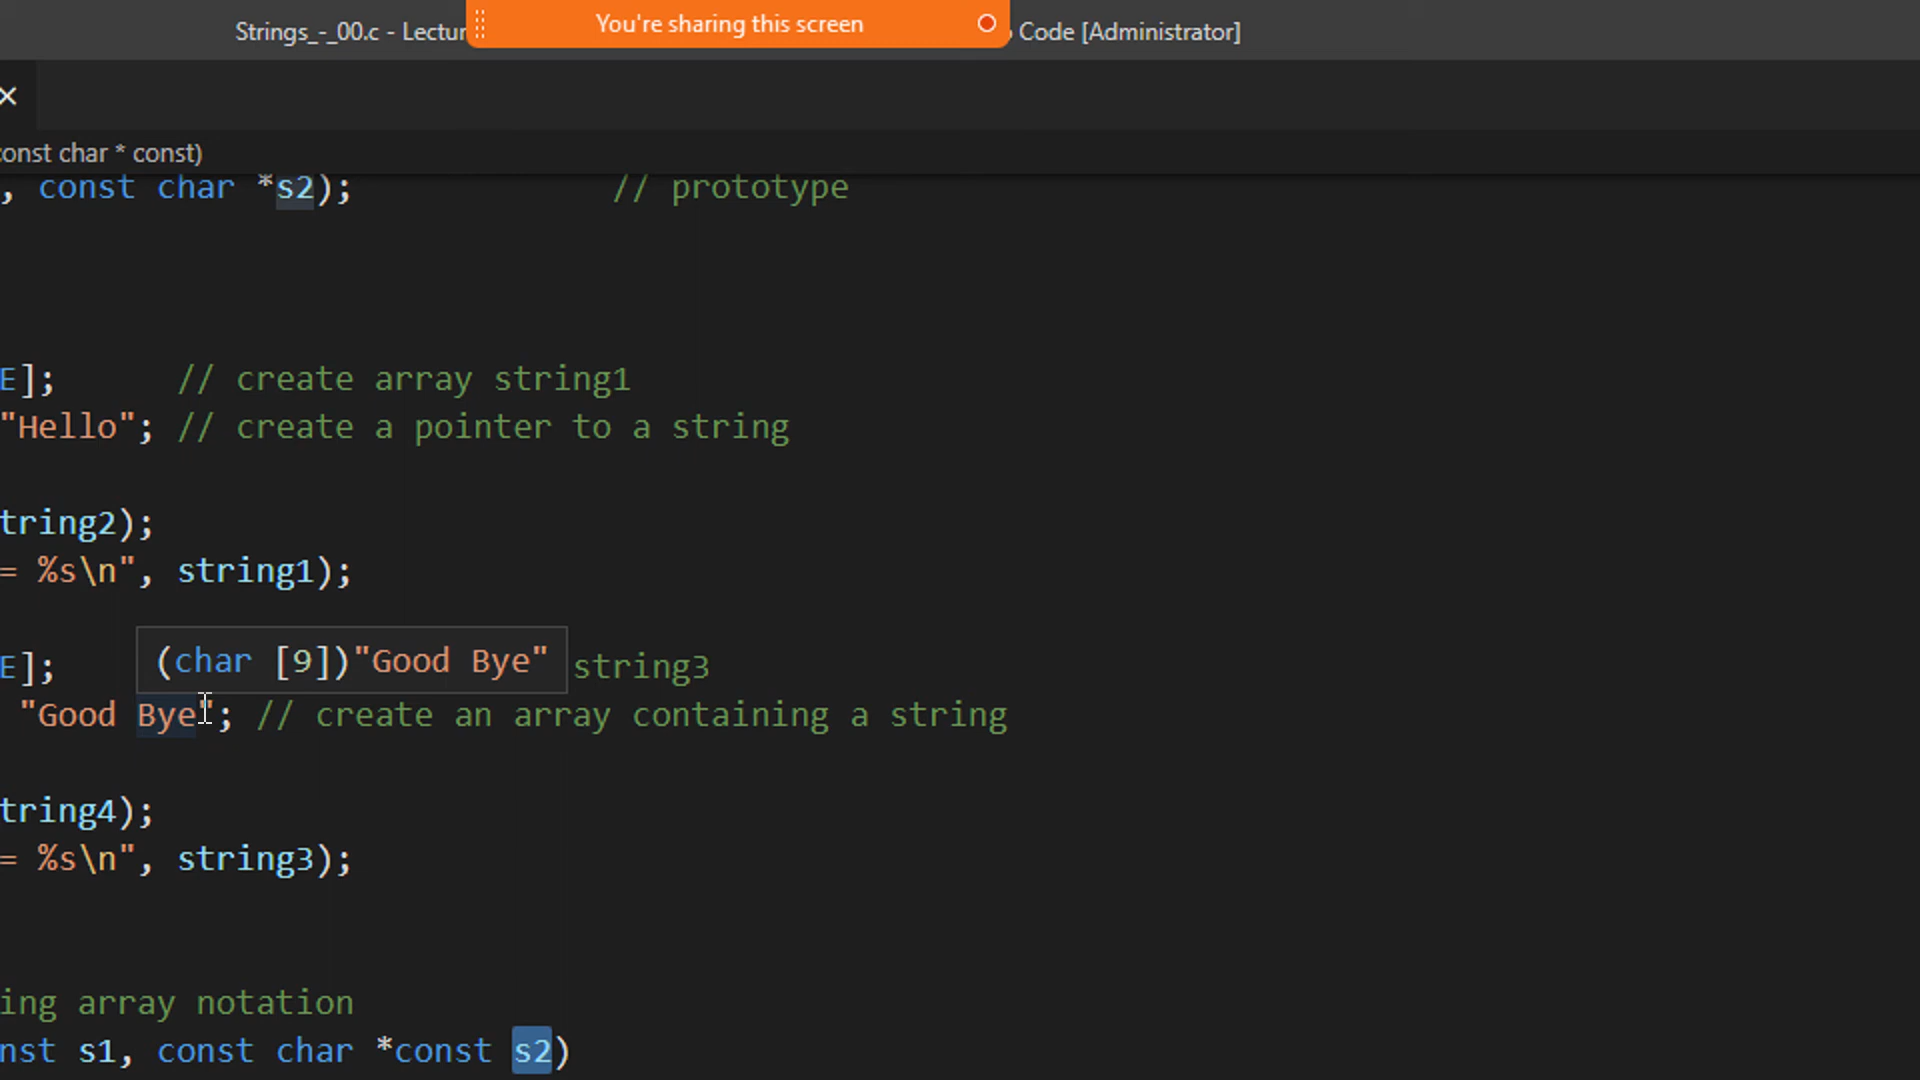 Strings_-_00.c - Lectur
You're sharing this screen
Code [Administrator]
const char * const)
, const char *s2);    // prototype
E];    // create array string1
"Hello"; // create a pointer to a string
tring2);
= %s\n", string1);
(char [9])"Good Bye"
E];    string3
"Good Bye"; // create an array containing a string
tring4);
= %s\n", string3);
ing array notation
nst s1, const char *const s2)